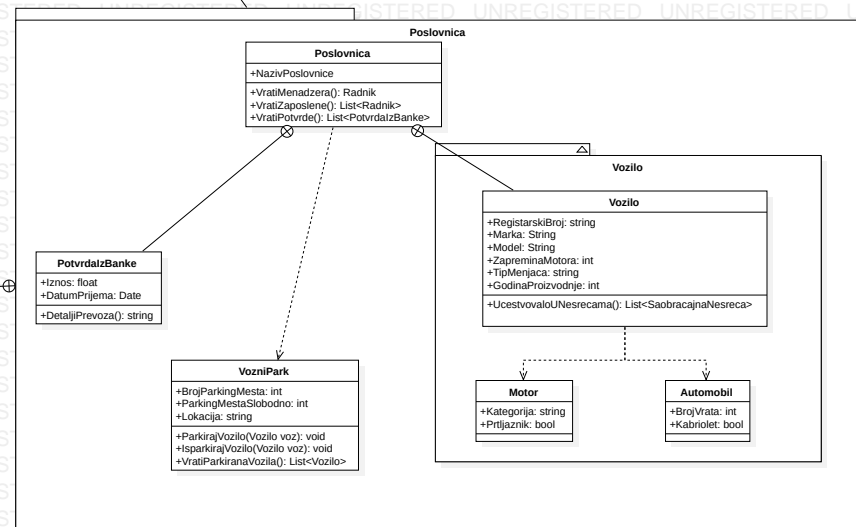 UNREGISTERED UNREGISTERED UNREGISTERED UNREGISTERED
Poslovnica
Poslovnica
+NazivPoslovnice
+VratiMenadzera(): Radnik
+VratiZaposlene(): List<Radnik>
+VratiPotvrde(): List<PotvrdaIzBanke>
Vozilo
Vozilo
+RegistarskiBroj: string
+Marka: String
+Model: String
+ZapreminaMotora: int
+TipMenjaca: string
+GodinaProizvodnje: int
+UcestvovaloUNesrecama(): List<SaobracajnaNesreca>
PotvrdaIzBanke
+Iznos: float
+DatumPrijema: Date
+DetaljiPrevoza(): string
VozniPark
+BrojParkingMesta: int
+ParkingMestaSlobodno: int
+Lokacija: string
+ParkirajVozilo(Vozilo voz): void
+IsparkirajVozilo(Vozilo voz): void
+VratiParkiranaVozila(): List<Vozilo>
Motor
+Kategorija: string
+Prtljaznik: bool
Automobil
+BrojVrata: int
+Kabriolet: bool